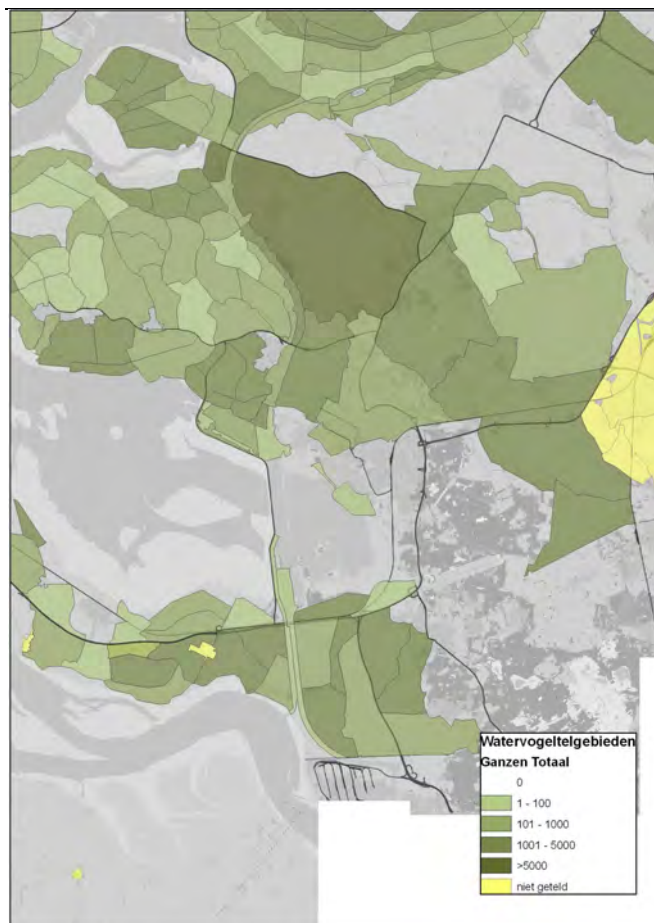 Watervogeltelgebieden
Ganzen Totaal
0
1 - 100
101 - 1000
1001 - 5000
>5000
niet geteld